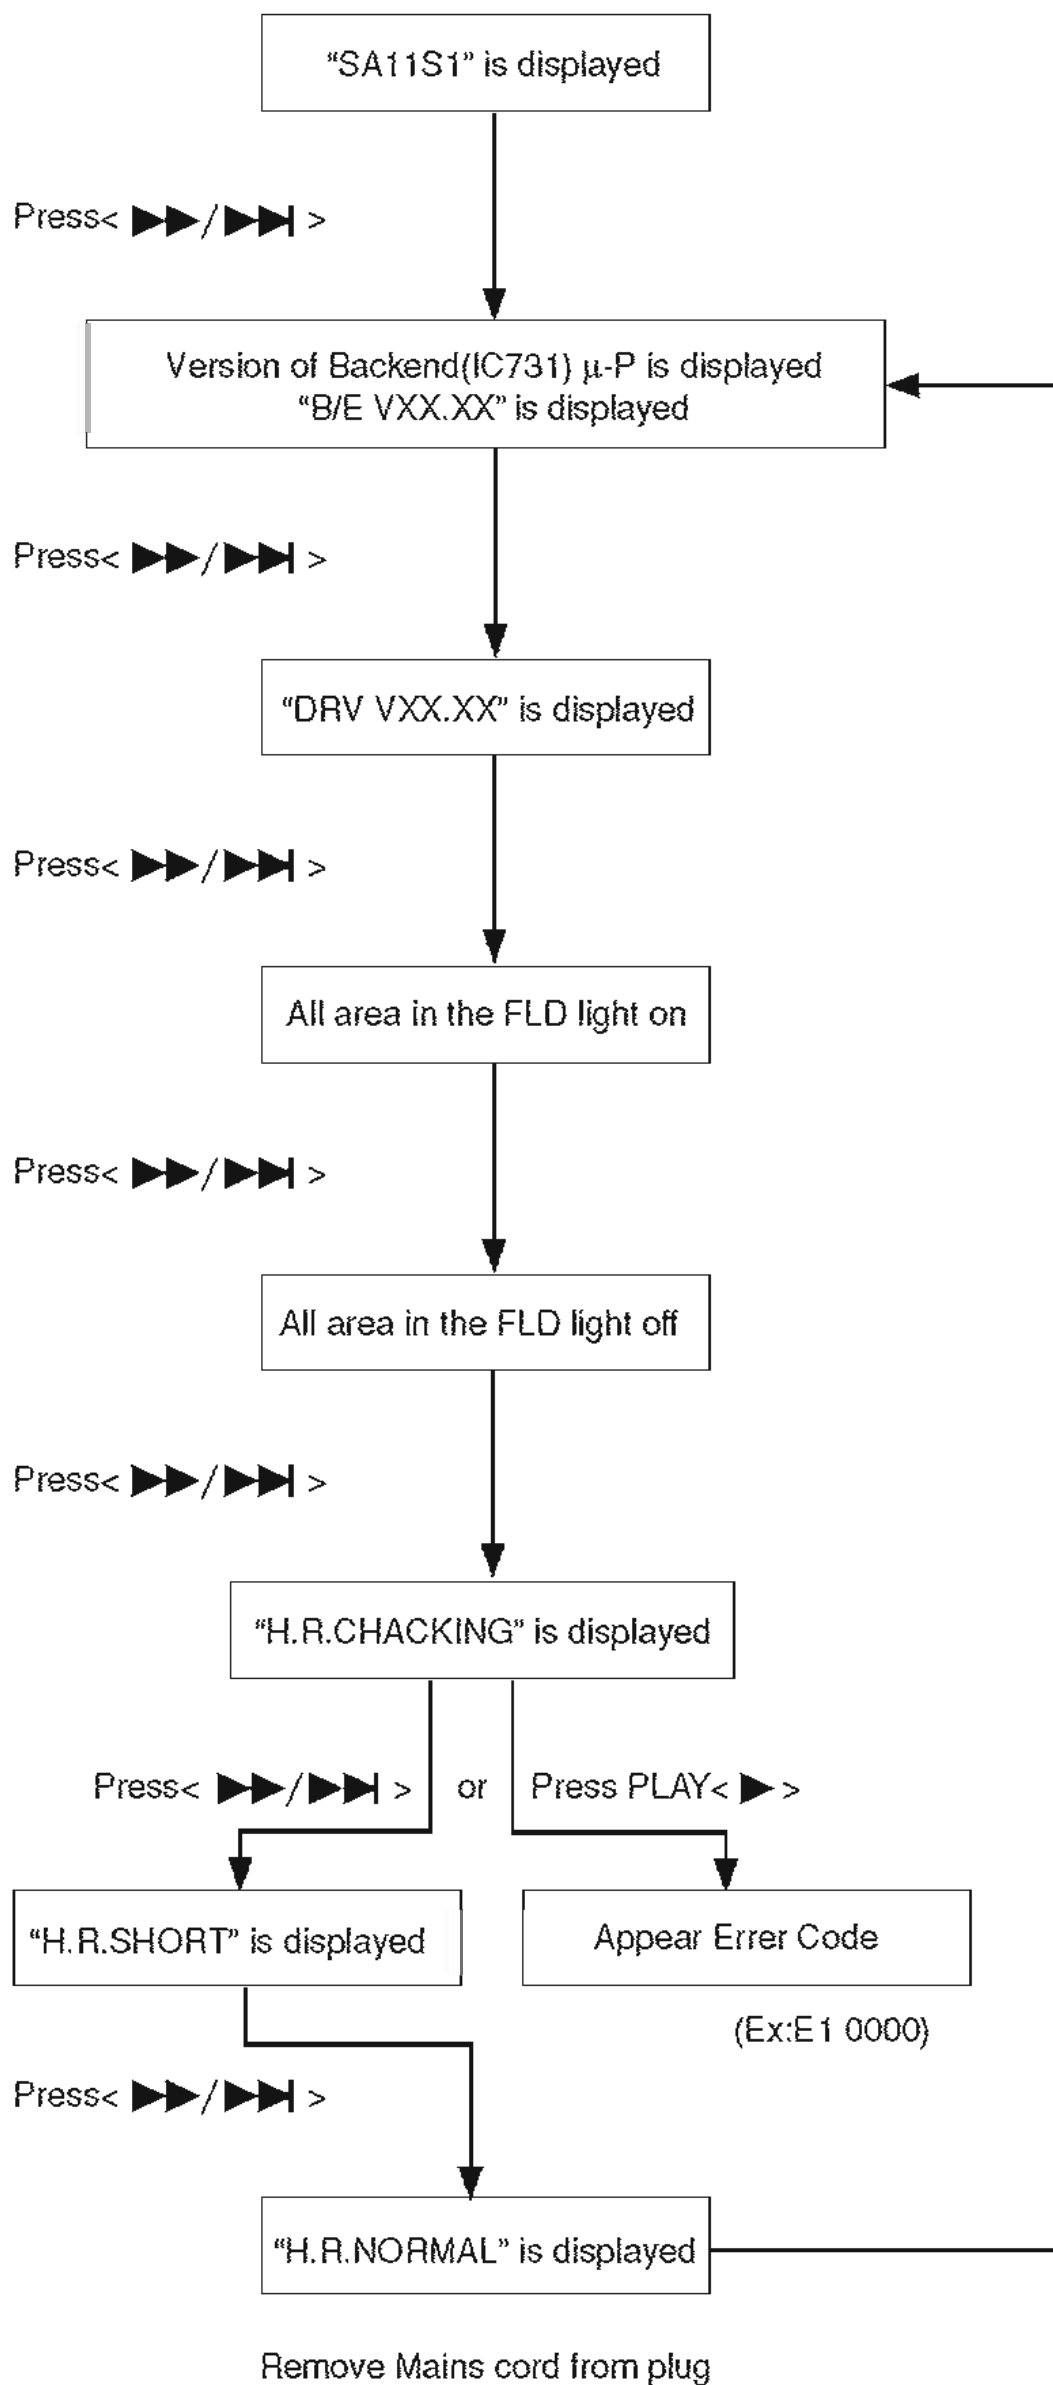 “SA11S1” is displayed
Press< ▶▶/▶▶| >
Version of Backend(IC731) µ-P is displayed
“B/E VXX.XX” is displayed
Press< ▶▶/▶▶| >
“DRV VXX.XX” is displayed
Press< ▶▶/▶▶| >
All area in the FLD light on
Press< ▶▶/▶▶| >
All area in the FLD light off
Press< ▶▶/▶▶| >
“H.R.CHACKING” is displayed
Press< ▶▶/▶▶| > or Press PLAY< ▶ >
“H.R.SHORT” is displayed
Appear Errer Code
(Ex:E1 0000)
Press< ▶▶/▶▶| >
“H.R.NORMAL” is displayed
Remove Mains cord from plug